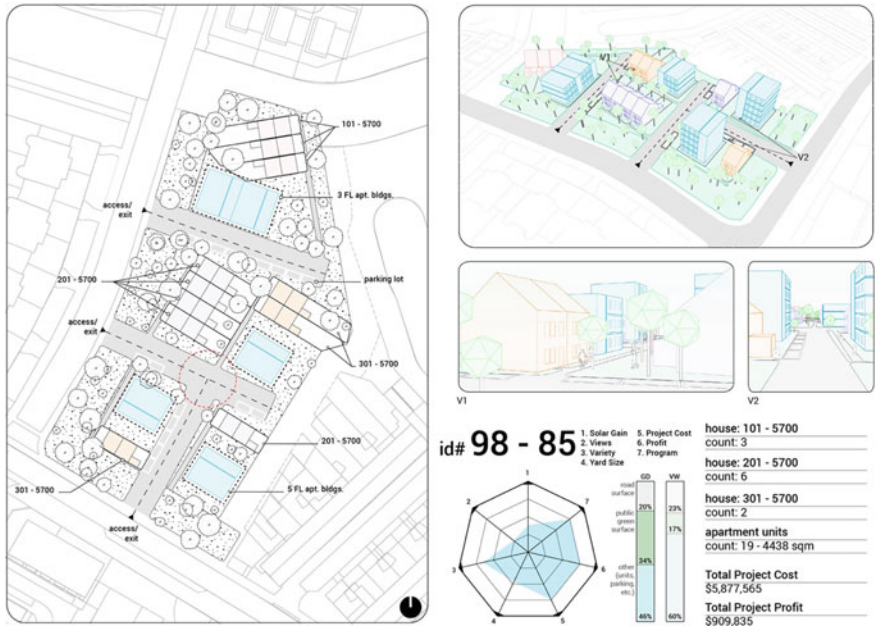 101 - 5700
3 FL apt. bldgs.
access/
exit
parking lot
201 - 5700
access/
exit
301 - 5700
201 - 5700
301 - 5700
5 FL apt. bldgs.
access/
exit
V1
V2
V1
V2
id# 98 - 85
1. Solar Gain
2. Views
3. Variety
4. Yard Size
5. Project Cost
6. Profit
7. Program
1
2
3
4
5
6
7
GD
VW
road
surface
20%
23%
public
green
surface
17%
34%
other
(units,
parking,
etc.)
46%
60%
house: 101 - 5700
count: 3
house: 201 - 5700
count: 6
house: 301 - 5700
count: 2
apartment units
count: 19 - 4438 sqm
Total Project Cost
$5,877,565
Total Project Profit
$909,835